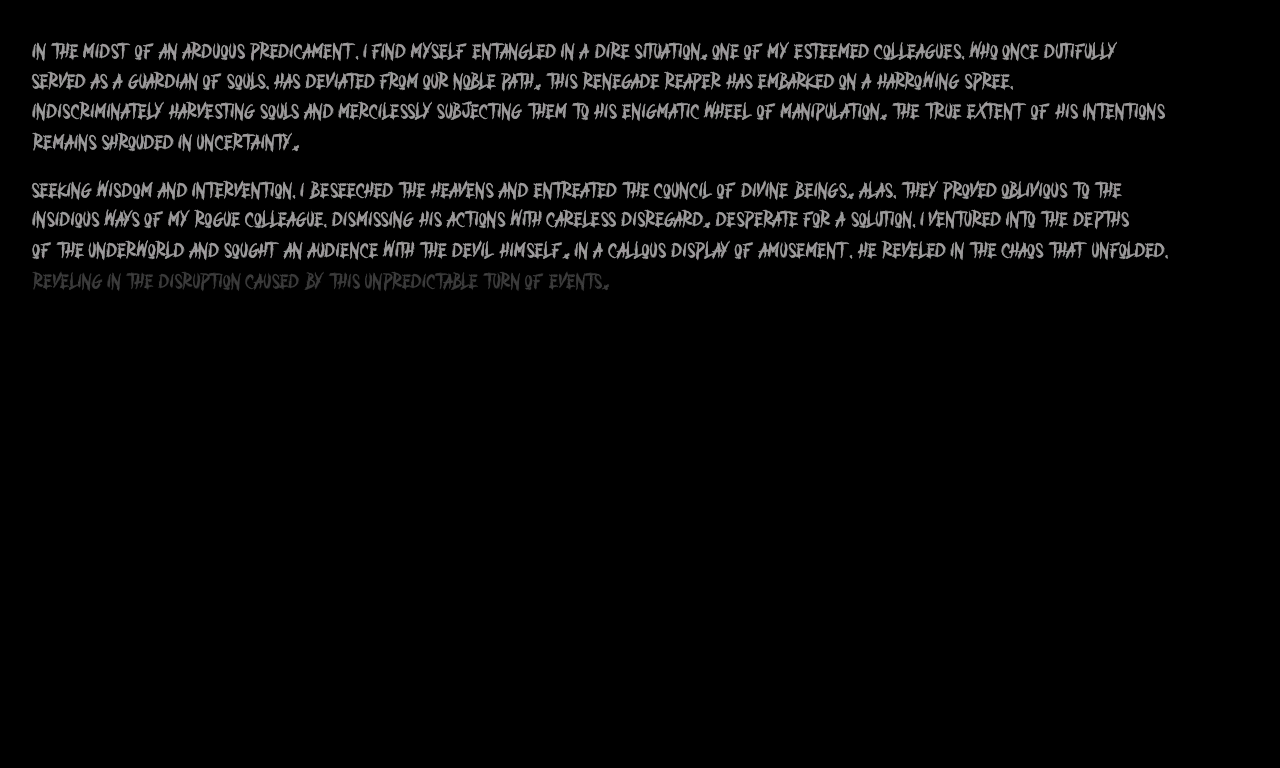 IN THE MIDST OF AN ARDUOUS PREDICAMENT, I FIND MYSELF ENTANGLED IN A DIRE SITUATION. ONE OF MY ESTEEMED COLLEAGUES, WHO ONCE DUTIFULLY
SERVED AS A GUARDIAN OF SOULS, HAS DEVIATED FROM OUR NOBLE PATH. THIS RENEGADE REAPER HAS EMBARKED ON A HARROWING SPREE,
INDISCRIMINATELY HARVESTING SOULS AND MERCILESSLY SUBJECTING THEM TO HIS ENIGMATIC WHEEL OF MANIPULATION. THE TRUE EXTENT OF HIS INTENTIONS
REMAINS SHROUDED IN UNCERTAINTY.
SEEKING WISDOM AND INTERVENTION, I BESEECHED THE HEAVENS AND ENTREATED THE COUNCIL OF DIVINE BEINGS. ALAS, THEY PROVED OBLIVIOUS TO THE
INSIDIOUS WAYS OF MY ROGUE COLLEAGUE, DISMISSING HIS ACTIONS WITH CARELESS DISREGARD. DESPERATE FOR A SOLUTION, I VENTURED INTO THE DEPTHS
OF THE UNDERWORLD AND SOUGHT AN AUDIENCE WITH THE DEVIL HIMSELF. IN A CALLOUS DISPLAY OF AMUSEMENT, HE REVELED IN THE CHAOS THAT UNFOLDED,
REVELING IN THE DISRUPTION CAUSED BY THIS UNPREDICTABLE TURN OF EVENTS.